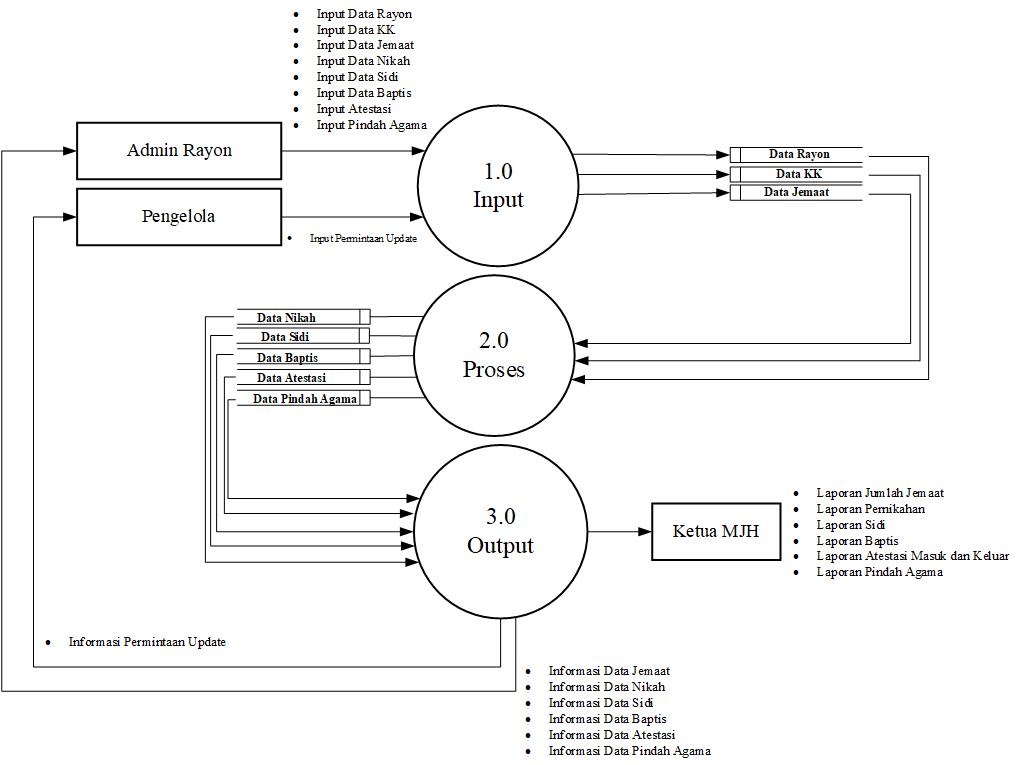 Input Data Rayon
Input Data KK
Input Data Jemaat
Input Data Nikah
Input Data Sidi
Input Data Baptis
Input Atestasi
Input Pindah Agama
Admin Rayon
Pengelola
Input Permintaan Update
1.0
Input
Data Rayon
Data KK
Data Jemaat
2.0
Proses
Data Nikah
Data Sidi
Data Baptis
Data Atestasi
Data Pindah Agama
3.0
Output
Ketua MJH
Laporan Jumlah Jemaat
Laporan Pernikahan
Laporan Sidi
Laporan Baptis
Laporan Atestasi Masuk dan Keluar
Laporan Pindah Agama
Informasi Permintaan Update
Informasi Data Jemaat
Informasi Data Nikah
Informasi Data Sidi
Informasi Data Baptis
Informasi Data Atestasi
Informasi Data Pindah Agama